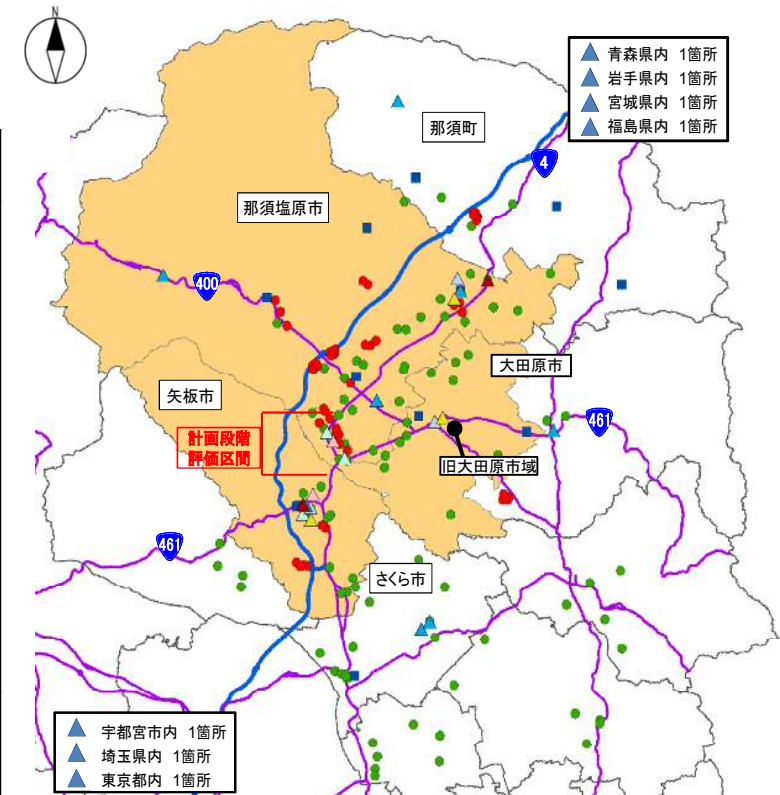 N
青森県内 1箇所
岩手県内 1箇所
宮城県内 1箇所
福島県内 1箇所
那須町
4
那須塩原市
400
大田原市
矢板市
461
計画段階
評価区間
旧大田原市域
461
さくら市
宇都宮市内 1箇所
埼玉県内 1箇所
東京都内 1箇所